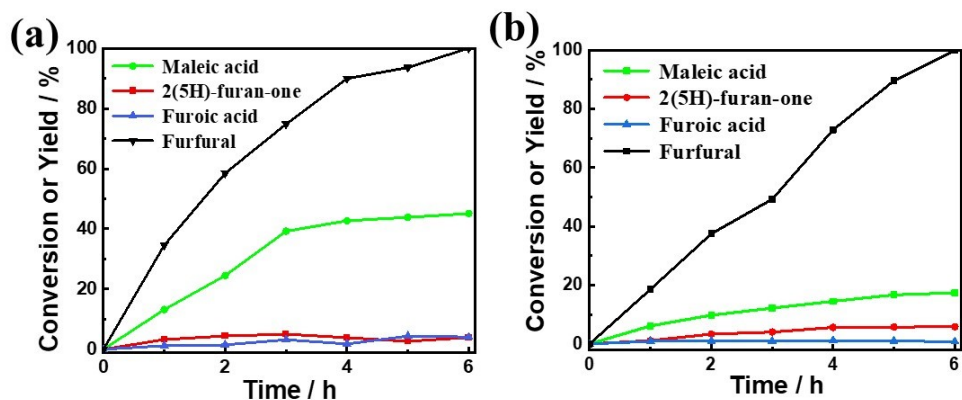 (a)
Conversion or Yield / %
100
80
60
40
20
0
Maleic acid
2(5H)-furan-one
Furoic acid
Furfural
0 2 4 6
Time / h
(b)
Conversion or Yield / %
100
80
60
40
20
0
Maleic acid
2(5H)-furan-one
Furoic acid
Furfural
0 2 4 6
Time / h